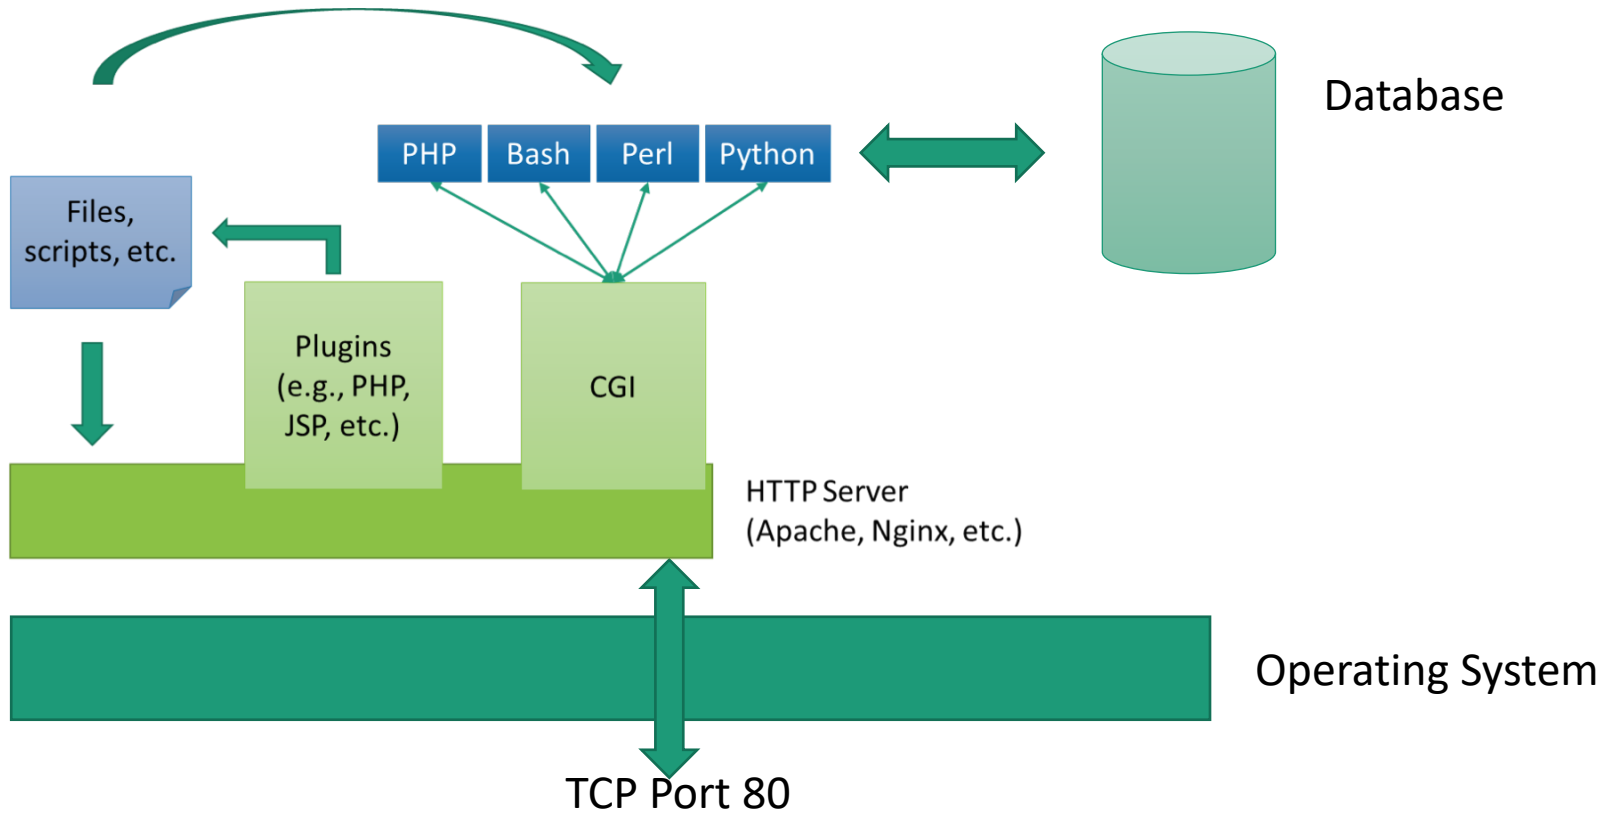 Database
PHP
Bash
Perl
Python
Files,
scripts, etc.
Plugins
(e.g., PHP,
JSP, etc.)
CGI
HTTP Server
(Apache, Nginx, etc.)
Operating System
TCP Port 80